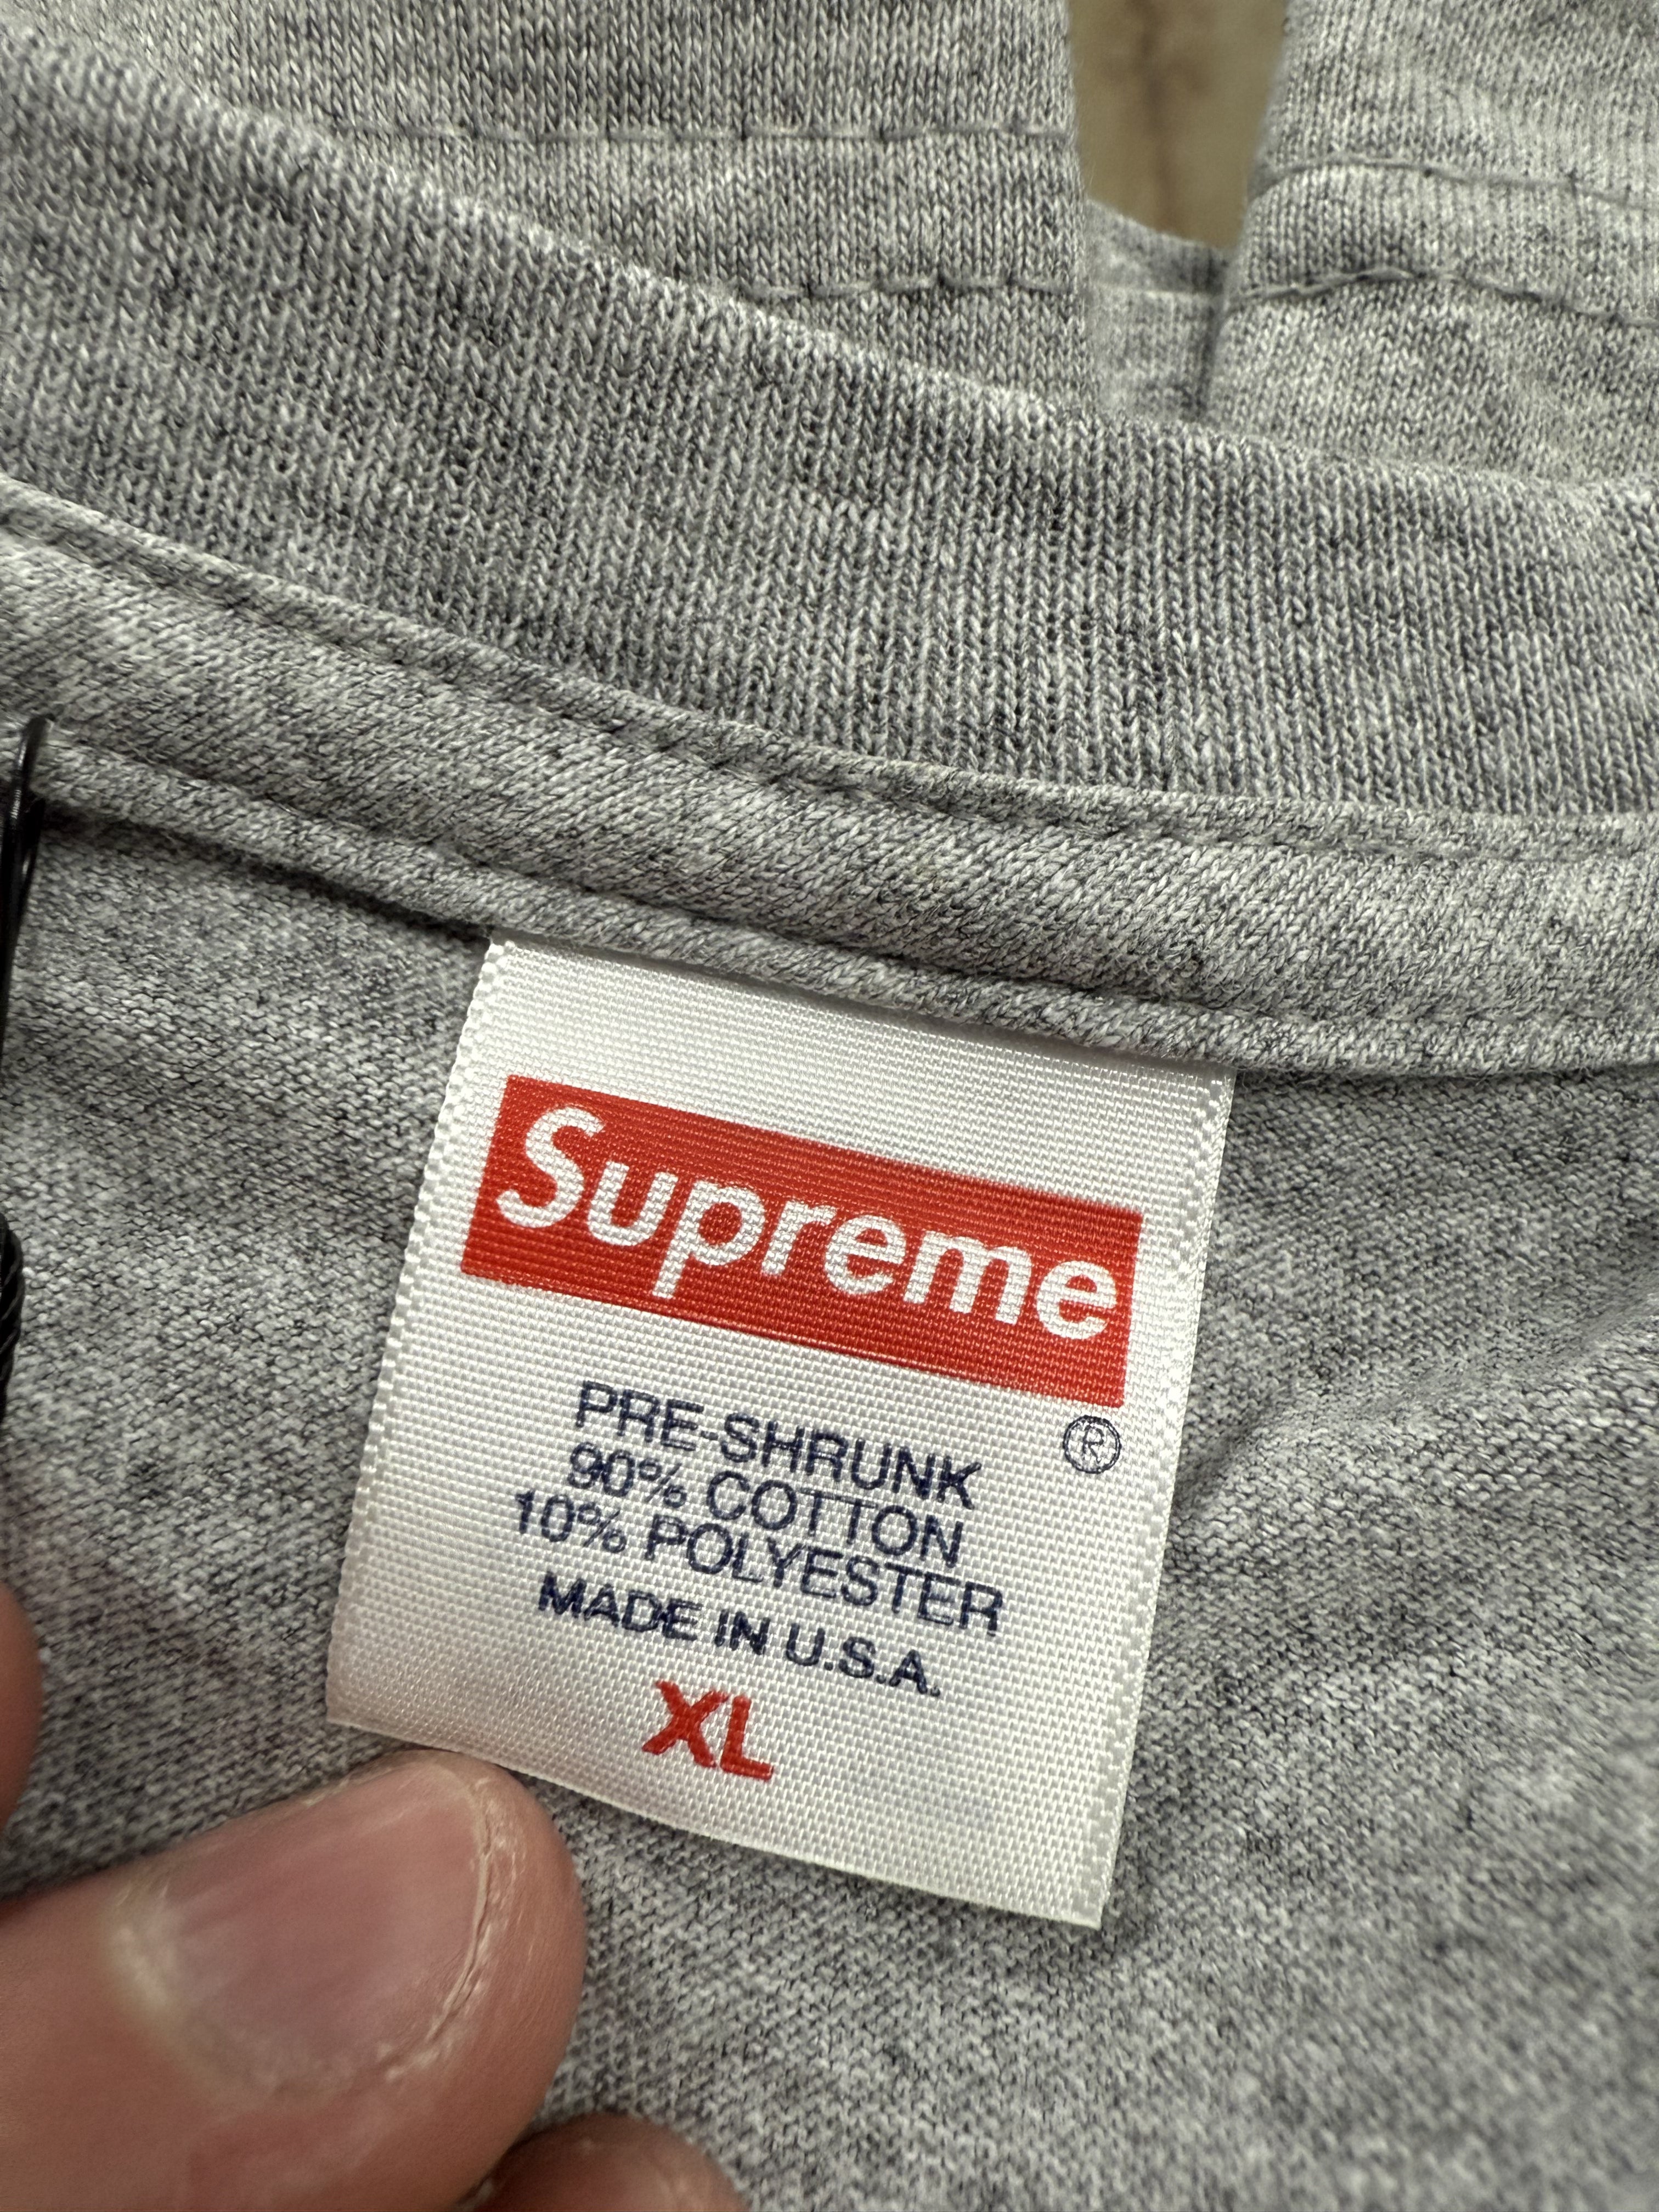 Supreme
®
PRE-SHRUNK
90% COTTON
10% POLYESTER
MADE IN U.S.A.
XL